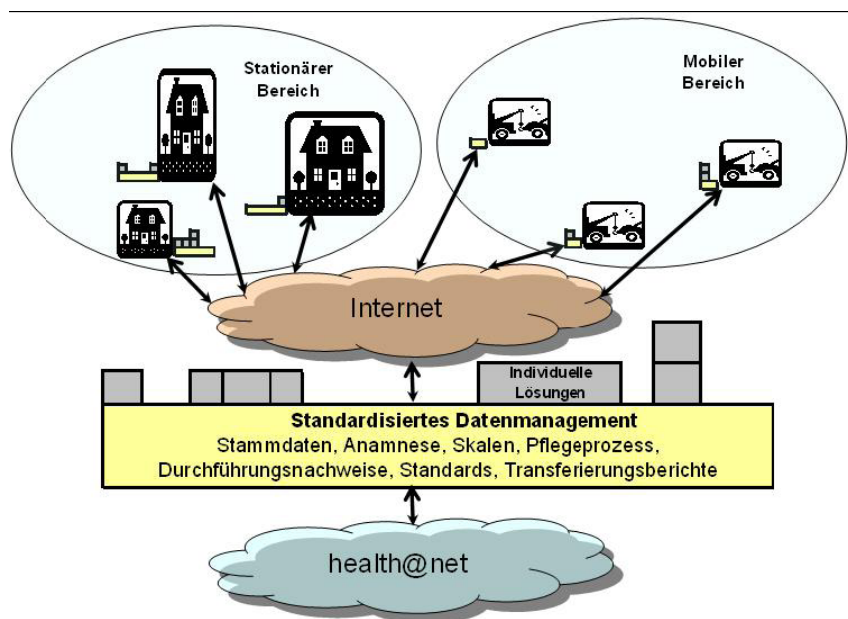 Stationärer
Bereich
Mobiler
Bereich
Internet
Individuelle
Lösungen
Standardisiertes Datenmanagement
Stammdaten, Anamnese, Skalen, Pflegeprozess,
Durchführungsnachweise, Standards, Transferierungsberichte
health@net